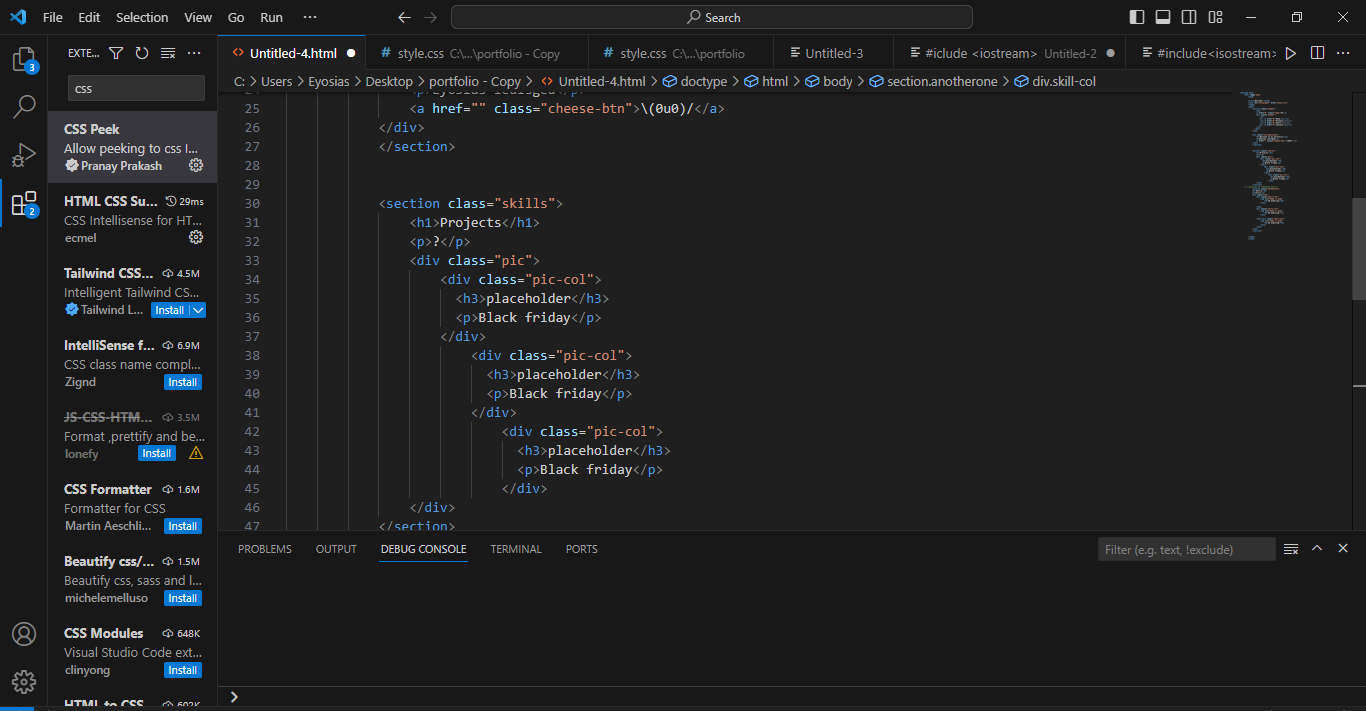 File Edit Selection View Go Run ··· Search
EXTE...
css
3
2
CSS Peek
Allow peeking to css I...
Pranay Prakash
HTML CSS Su... 29ms
CSS Intellisense for HT...
ecmel
Tailwind CSS... 4.5M
Intelligent Tailwind CS...
Tailwind L... Install
IntelliSense f... 6.9M
CSS class name compl...
Zignd Install
JS-CSS-HTM... 3.5M
Format ,prettify and be...
lonefy Install
CSS Formatter 1.6M
Formatter for CSS
Martin Aeschli... Install
Beautify css/... 1.5M
Beautify css, sass and l...
michelemelluso Install
CSS Modules 648K
Visual Studio Code ext...
clinyong Install
HTML to CSS 602K
Untitled-4.html # style.css C:\...\portfolio - Copy # style.css C:\...\portfolio Untitled-3 #iclude <iostream> Untitled-2 #include<isostream>
C: > Users > Eyosias > Desktop > portfolio - Copy > Untitled-4.html > doctype > html > body > section.anotherone > div.skill-col
25 <a href="" class="cheese-btn">\(0u0)/</a>
26 </div>
27 </section>
28
29
30 <section class="skills">
31 <h1>Projects</h1>
32 <p>?</p>
33 <div class="pic">
34 <div class="pic-col">
35 <h3>placeholder</h3>
36 <p>Black friday</p>
37 </div>
38 <div class="pic-col">
39 <h3>placeholder</h3>
40 <p>Black friday</p>
41 </div>
42 <div class="pic-col">
43 <h3>placeholder</h3>
44 <p>Black friday</p>
45 </div>
46 </div>
47 </section>
PROBLEMS OUTPUT DEBUG CONSOLE TERMINAL PORTS
Filter (e.g. text, !exclude)